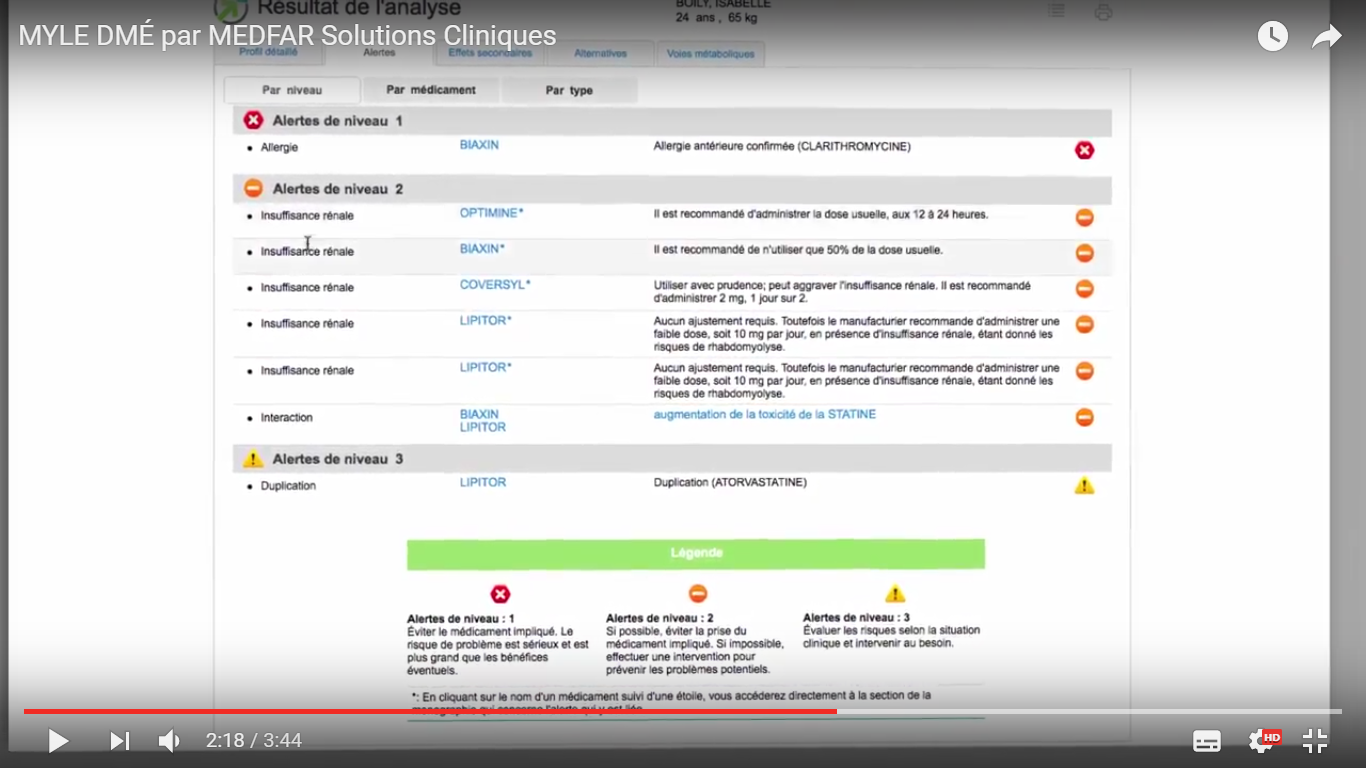 Résultat de l'analyse
BOILY, ISABELLE
24 ans , 65 kg
MYLE DMÉ par MEDFAR Solutions Cliniques
Profil détaillé Alertes Effets secondaires Alternatives Voies métaboliques
Par niveau Par médicament Par type
Alertes de niveau 1
• Allergie BIAXIN Allergie antérieure confirmée (CLARITHROMYCINE)
Alertes de niveau 2
• Insuffisance rénale OPTIMINE* Il est recommandé d'administrer la dose usuelle, aux 12 à 24 heures.
• Insuffisance rénale BIAXIN* Il est recommandé de n'utiliser que 50% de la dose usuelle.
• Insuffisance rénale COVERSYL* Utiliser avec prudence; peut aggraver l'insuffisance rénale. Il est recommandé
d'administrer 2 mg, 1 jour sur 2.
• Insuffisance rénale LIPITOR* Aucun ajustement requis. Toutefois le manufacturier recommande d'administrer une
faible dose, soit 10 mg par jour, en présence d'insuffisance rénale, étant donné les
risques de rhabdomyolyse.
• Insuffisance rénale LIPITOR* Aucun ajustement requis. Toutefois le manufacturier recommande d'administrer une
faible dose, soit 10 mg par jour, en présence d'insuffisance rénale, étant donné les
risques de rhabdomyolyse.
• Interaction BIAXIN augmentation de la toxicité de la STATINE
LIPITOR
Alertes de niveau 3
• Duplication LIPITOR Duplication (ATORVASTATINE)
Légende
Alertes de niveau : 1
Éviter le médicament impliqué. Le
risque de problème est sérieux et est
plus grand que les bénéfices
éventuels.
Alertes de niveau : 2
Si possible, éviter la prise du
médicament impliqué. Si impossible,
effectuer une intervention pour
prévenir les problèmes potentiels.
Alertes de niveau : 3
Évaluer les risques selon la situation
clinique et intervenir au besoin.
*: En cliquant sur le nom d'un médicament suivi d'une étoile, vous accéderez directement à la section de la
monographie qui concerne l'alerte qui y est liée.
2:18 / 3:44
HD